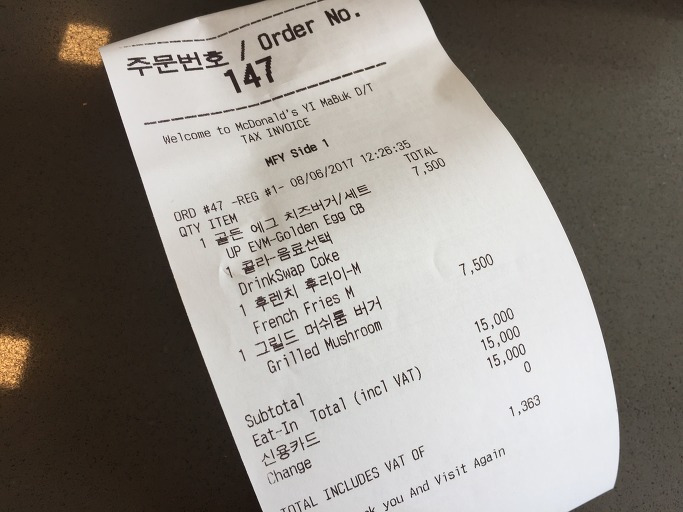 주문번호 / Order No.
147
Welcome to McDonald's YI MaBuk D/T
TAX INVOICE
MFY Side 1
ORD #47 -REG #1- 08/06/2017 12:26:35
QTY ITEM TOTAL
1 골든 에그 치즈버거/세트 7,500
UP EVM-Golden Egg CB
1 콜라-음료선택
DrinkSwap Coke
1 후렌치 후라이-M
French Fries M
1 그릴드 머쉬룸 버거 7,500
Grilled Mushroom
Subtotal 15,000
Eat-In Total (incl VAT) 15,000
신용카드 15,000
Change 0
TOTAL INCLUDES VAT OF 1,363
you And Visit Again